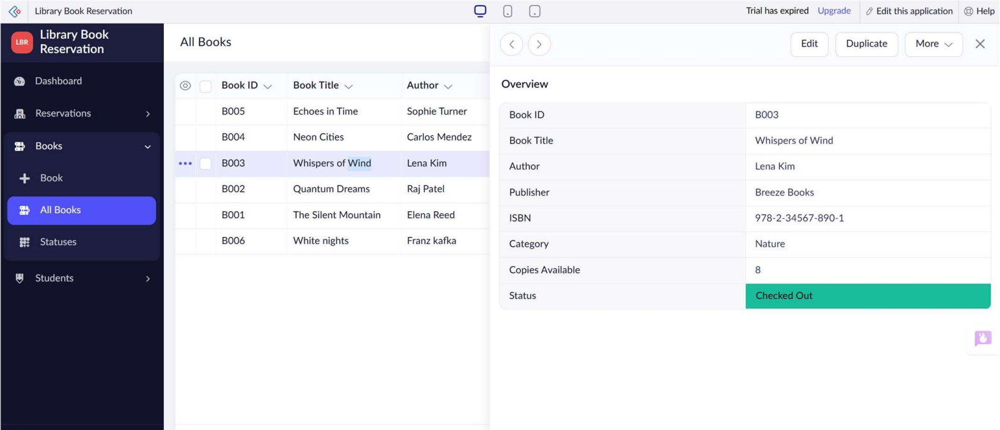 Library Book Reservation
Trial has expired Upgrade Edit this application Help
LBR Library Book
Reservation
Dashboard
Reservations
Books
Book
All Books
Statuses
Students
All Books
Book ID Book Title Author
B005 Echoes in Time Sophie Turner
B004 Neon Cities Carlos Mendez
B003 Whispers of Wind Lena Kim
B002 Quantum Dreams Raj Patel
B001 The Silent Mountain Elena Reed
B006 White nights Franz kafka
Edit Duplicate More
Overview
Book ID B003
Book Title Whispers of Wind
Author Lena Kim
Publisher Breeze Books
ISBN 978-2-34567-890-1
Category Nature
Copies Available 8
Status Checked Out